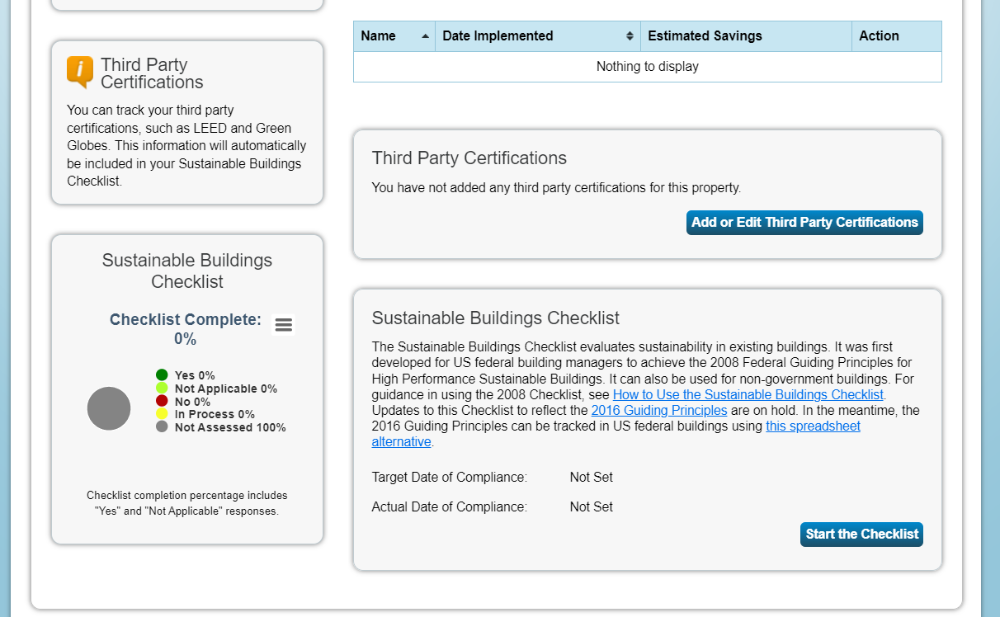 Name
Date Implemented
Estimated Savings
Action
Nothing to display
Third Party
Certifications
You can track your third party
certifications, such as LEED and Green
Globes. This information will automatically
be included in your Sustainable Buildings
Checklist.
Sustainable Buildings
Checklist
Checklist Complete:
0%
Yes 0%
Not Applicable 0%
No 0%
In Process 0%
Not Assessed 100%
Checklist completion percentage includes
"Yes" and "Not Applicable" responses.
Third Party Certifications
You have not added any third party certifications for this property.
Add or Edit Third Party Certifications
Sustainable Buildings Checklist
The Sustainable Buildings Checklist evaluates sustainability in existing buildings. It was first
developed for US federal building managers to achieve the 2008 Federal Guiding Principles for
High Performance Sustainable Buildings. It can also be used for non-government buildings. For
guidance in using the 2008 Checklist, see How to Use the Sustainable Buildings Checklist.
Updates to this Checklist to reflect the 2016 Guiding Principles are on hold. In the meantime, the
2016 Guiding Principles can be tracked in US federal buildings using this spreadsheet
alternative.
Target Date of Compliance: Not Set
Actual Date of Compliance: Not Set
Start the Checklist